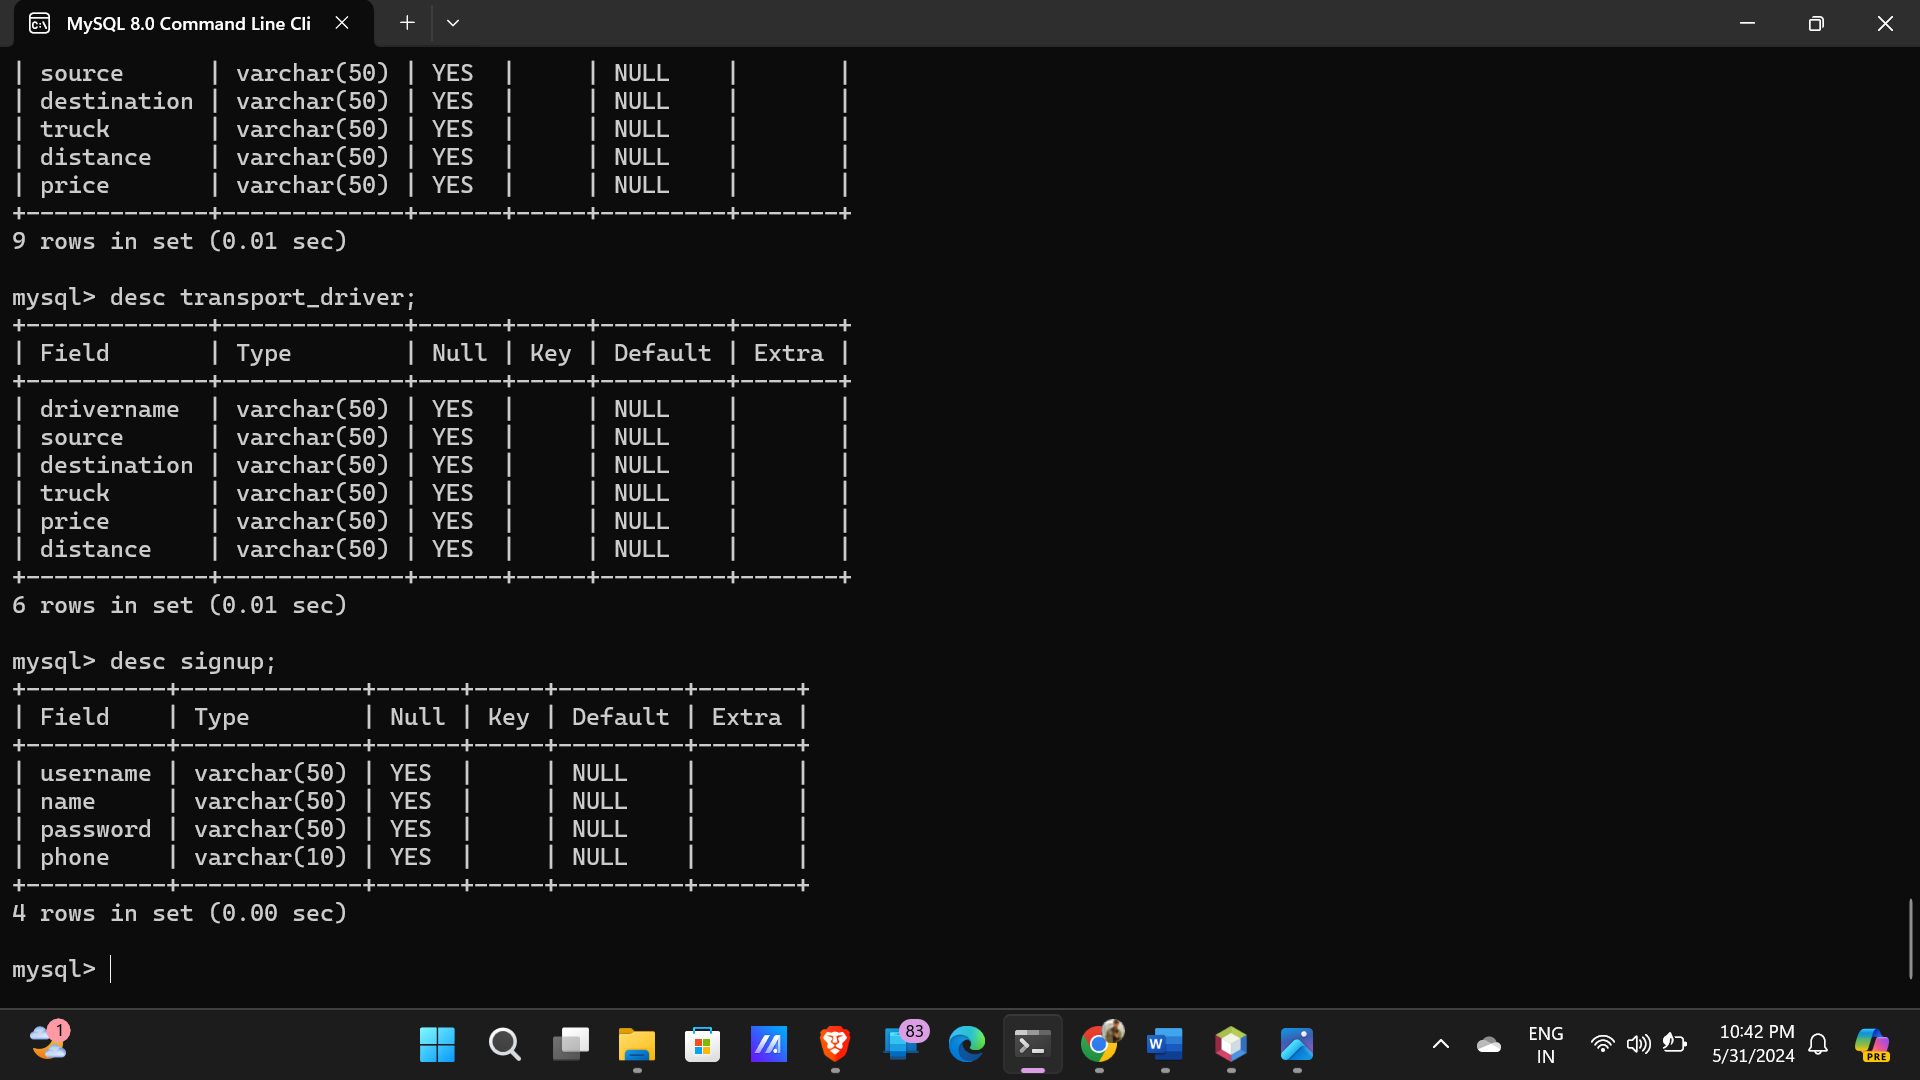 MySQL 8.0 Command Line Cli
| source      | varchar(50) | YES  |     | NULL    |       |
| destination | varchar(50) | YES  |     | NULL    |       |
| truck       | varchar(50) | YES  |     | NULL    |       |
| distance    | varchar(50) | YES  |     | NULL    |       |
| price       | varchar(50) | YES  |     | NULL    |       |
+-------------+-------------+------+-----+---------+-------+
9 rows in set (0.01 sec)
mysql> desc transport_driver;
+-------------+-------------+------+-----+---------+-------+
| Field       | Type        | Null | Key | Default | Extra |
+-------------+-------------+------+-----+---------+-------+
| drivername  | varchar(50) | YES  |     | NULL    |       |
| source      | varchar(50) | YES  |     | NULL    |       |
| destination | varchar(50) | YES  |     | NULL    |       |
| truck       | varchar(50) | YES  |     | NULL    |       |
| price       | varchar(50) | YES  |     | NULL    |       |
| distance    | varchar(50) | YES  |     | NULL    |       |
+-------------+-------------+------+-----+---------+-------+
6 rows in set (0.01 sec)
mysql> desc signup;
+----------+-------------+------+-----+---------+-------+
| Field    | Type        | Null | Key | Default | Extra |
+----------+-------------+------+-----+---------+-------+
| username | varchar(50) | YES  |     | NULL    |       |
| name     | varchar(50) | YES  |     | NULL    |       |
| password | varchar(50) | YES  |     | NULL    |       |
| phone    | varchar(10) | YES  |     | NULL    |       |
+----------+-------------+------+-----+---------+-------+
4 rows in set (0.00 sec)
mysql>
1
83
W
ENG
IN
10:42 PM
5/31/2024
PRE